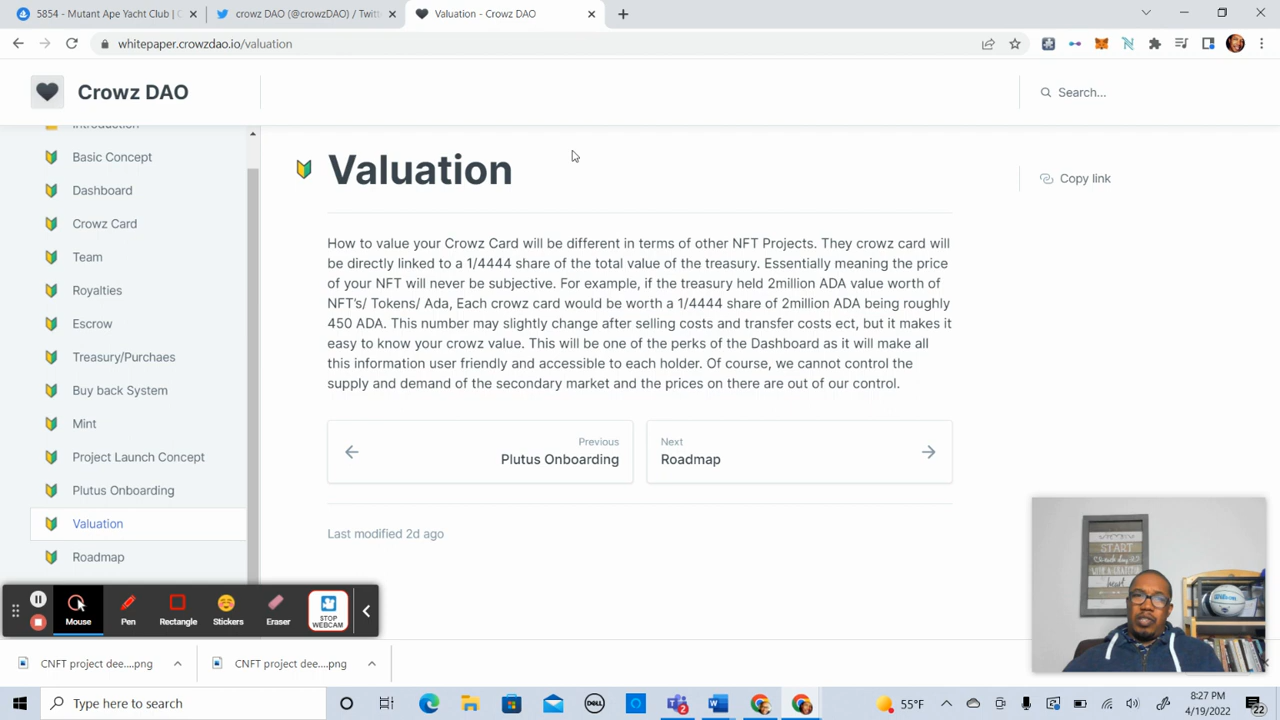 5854 - Mutant Ape Yacht Club | C
crowz DAO (@crowzDAO) / Twitt
Valuation - Crowz DAO
whitepaper.crowzdao.io/valuation
Crowz DAO
Search...
Introduction
Basic Concept
Dashboard
Crowz Card
Team
Royalties
Escrow
Treasury/Purchaes
Buy back System
Mint
Project Launch Concept
Plutus Onboarding
Valuation
Roadmap
Valuation
Copy link
How to value your Crowz Card will be different in terms of other NFT Projects. They crowz card will
be directly linked to a 1/4444 share of the total value of the treasury. Essentially meaning the price
of your NFT will never be subjective. For example, if the treasury held 2million ADA value worth of
NFT's/ Tokens/ Ada, Each crowz card would be worth a 1/4444 share of 2million ADA being roughly
450 ADA. This number may slightly change after selling costs and transfer costs ect, but it makes it
easy to know your crowz value. This will be one of the perks of the Dashboard as it will make all
this information user friendly and accessible to each holder. Of course, we cannot control the
supply and demand of the secondary market and the prices on there are out of our control.
Previous
Plutus Onboarding
Next
Roadmap
Last modified 2d ago
START
each day
WITH A GRATEFUL
heart
Mouse
Pen
Rectangle
Stickers
Eraser
STOP
WEBCAM
CNFT project dee....png
CNFT project dee....png
Type here to search
DELL
55°F
8:27 PM
4/19/2022
22